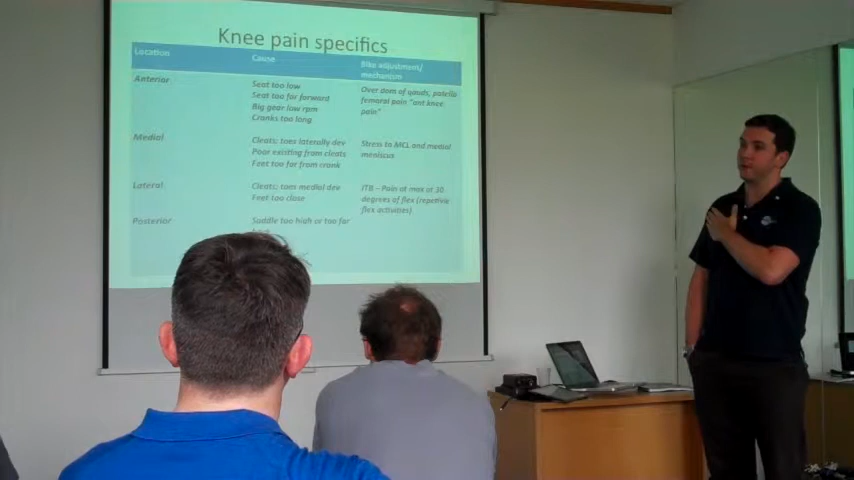 Knee pain specifics
Location
Cause
Bike adjustment/
mechanism
Anterior
Seat too low
Seat too far forward
Big gear low rpm
Cranks too long
Over dom of quads,
femoral pain "ant knee
pain"
Medial
Cleats; toes laterally dev
Poor exiting from cleats
Feet too far from crank
Stress to MCL and medial
meniscus
Lateral
Cleats; toes medial dev
Feet too close
ITB – Pain at max at 30
degrees of flex (repetitive
flex activities)
Posterior
Saddle too high or too far